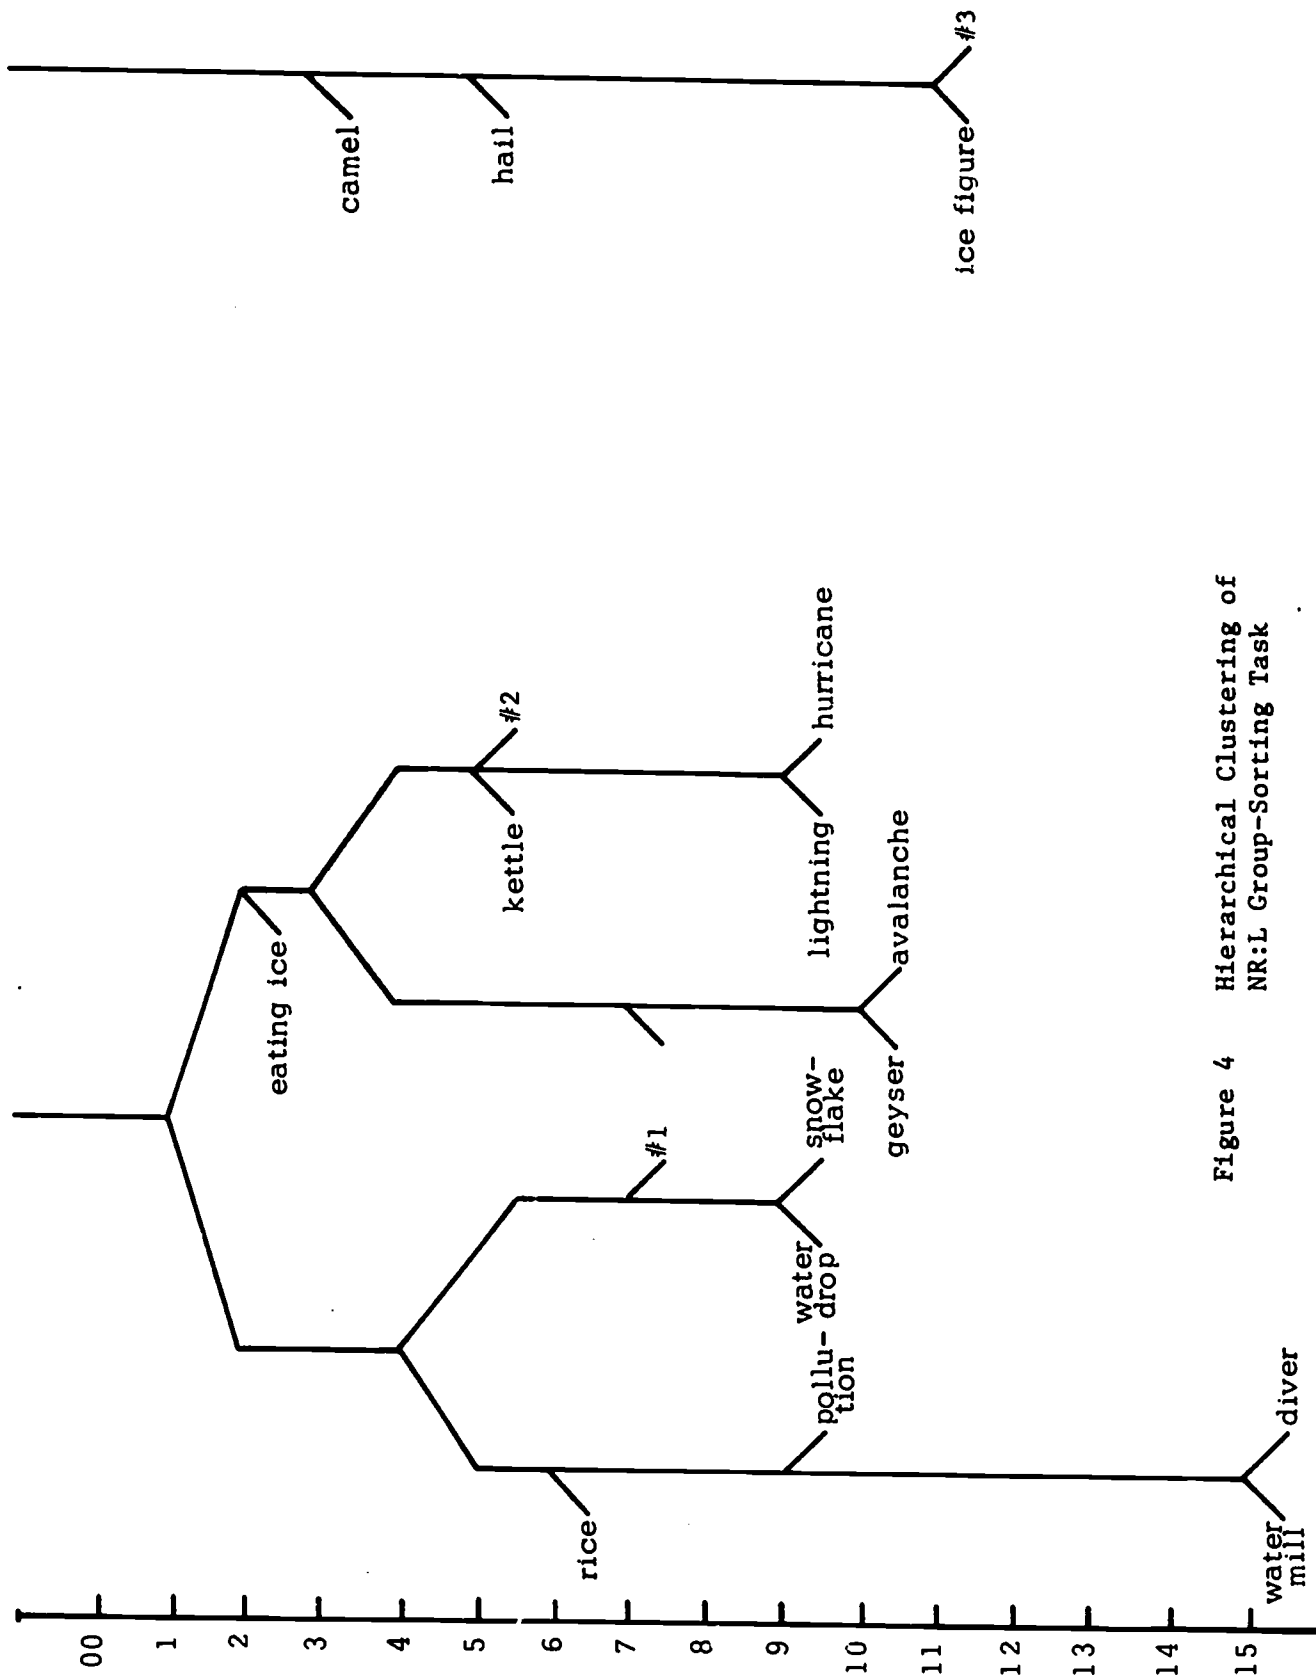 00
1
2
3
4
5
6
7
8
9
10
11
12
13
14
15
camel
hail
ice figure
#3
eating ice
kettle
#2
lightning
hurricane
geyser
avalanche
#1
water
drop
snow-
flake
rice
pollu-
tion
water
mill
diver
Figure 4 Hierarchical Clustering of
NR:L Group-Sorting Task